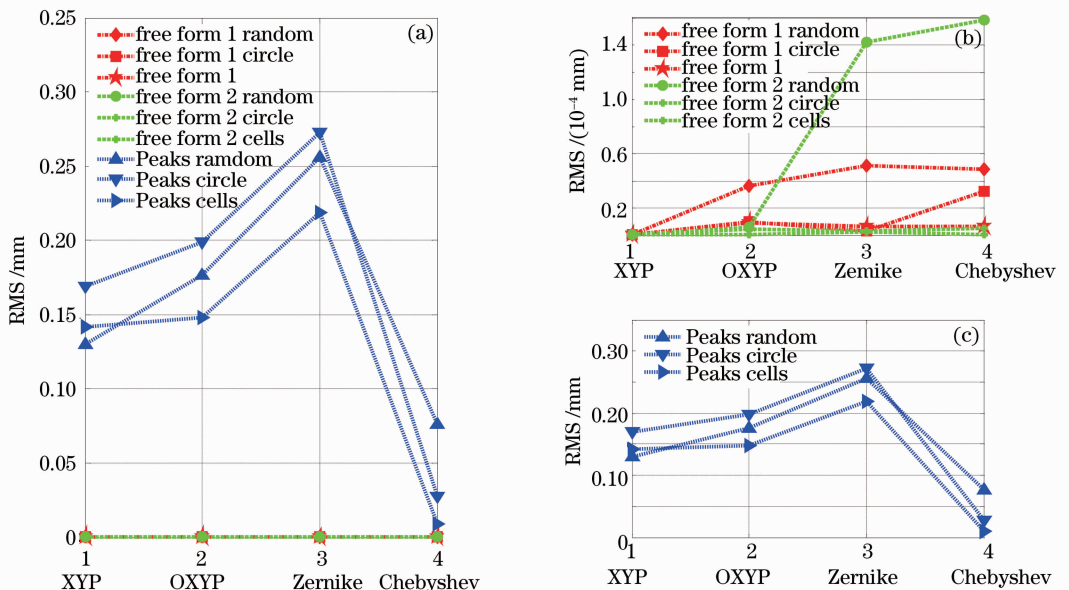 0.25
(a)
free form 1 random
free form 1 circle
free form 1
free form 2 random
free form 2 circle
free form 2 cells
Peaks random
Peaks circle
Peaks cells
0.30
0.25
0.20
0.15
0.10
0.05
0
RMS /mm
1
2
3
4
XYP
OXYP
Zernike
Chebyshev
(b)
free form 1 random
free form 1 circle
free form 1
free form 2 random
free form 2 circle
free form 2 cells
1.4
1.0
0.6
0.2
RMS /(10⁻⁴ mm)
1
2
3
4
XYP
OXYP
Zemike
Chebyshev
(c)
Peaks random
Peaks circle
Peaks cells
0.30
0.20
0.10
0
RMS /mm
1
2
3
4
XYP
OXYP
Zernike
Chebyshev